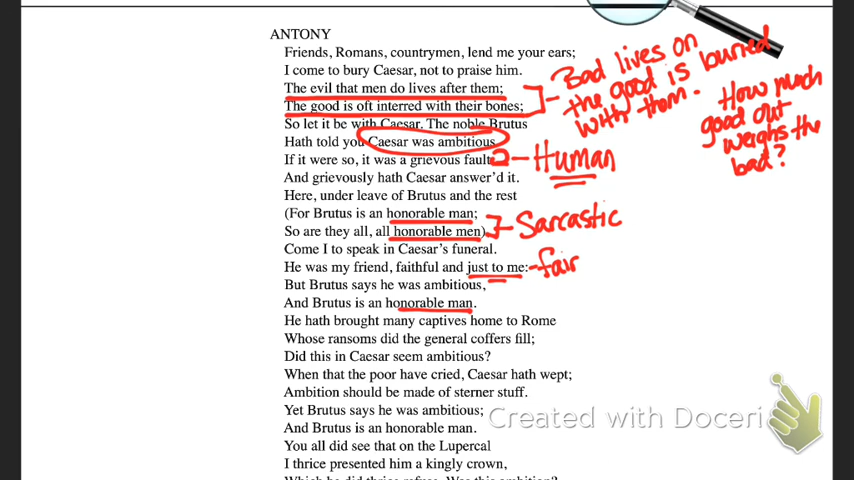 ANTONY
Friends, Romans, countrymen, lend me your ears;
I come to bury Caesar, not to praise him.
The evil that men do lives after them;
The good is oft interred with their bones;
So let it be with Caesar. The noble Brutus
Hath told you Caesar was ambitious.
If it were so, it was a grievous fault,
And grievously hath Caesar answer'd it.
Here, under leave of Brutus and the rest
(For Brutus is an honorable man;
So are they all, all honorable men),
Come I to speak in Caesar's funeral.
He was my friend, faithful and just to me:
But Brutus says he was ambitious,
And Brutus is an honorable man.
He hath brought many captives home to Rome
Whose ransoms did the general coffers fill;
Did this in Caesar seem ambitious?
When that the poor have cried, Caesar hath wept;
Ambition should be made of sterner stuff.
Yet Brutus says he was ambitious;
And Brutus is an honorable man.
You all did see that on the Lupercal
I thrice presented him a kingly crown,
Which he did thrice refuse. Was this ambition?
Bad lives on
the good is buried
with them.
How much
good out
weighs the
bad?
Human
Sarcastic
fair
Created with Doceri